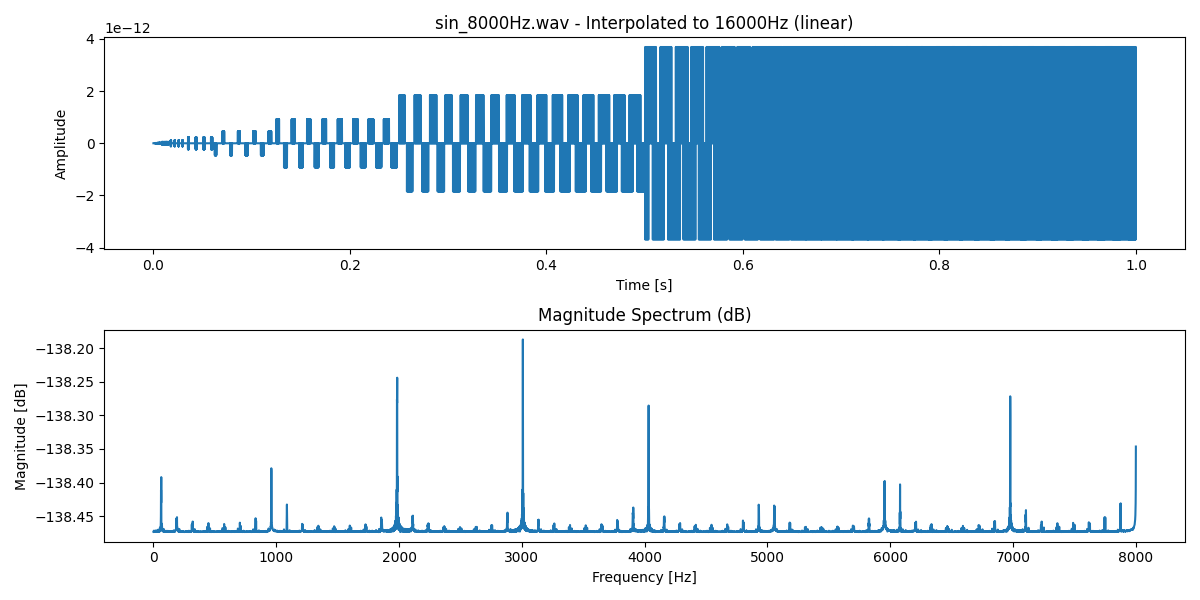 sin_8000Hz.wav - Interpolated to 16000Hz (linear)
1e−12
4
2
0
−2
−4
Amplitude
0.0 0.2 0.4 0.6 0.8 1.0
Time [s]
Magnitude Spectrum (dB)
−138.20
−138.25
−138.30
−138.35
−138.40
−138.45
Magnitude [dB]
0 1000 2000 3000 4000 5000 6000 7000 8000
Frequency [Hz]